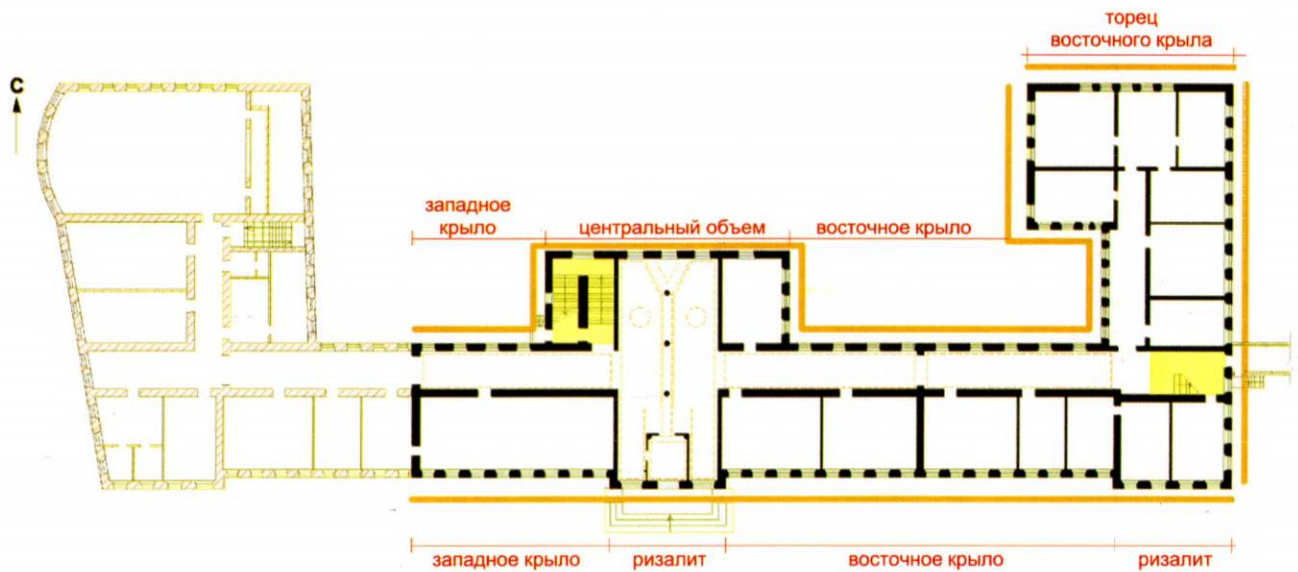 торец
восточного крыла
С
западное
крыло
центральный объем
восточное крыло
западное крыло
ризалит
восточное крыло
ризалит